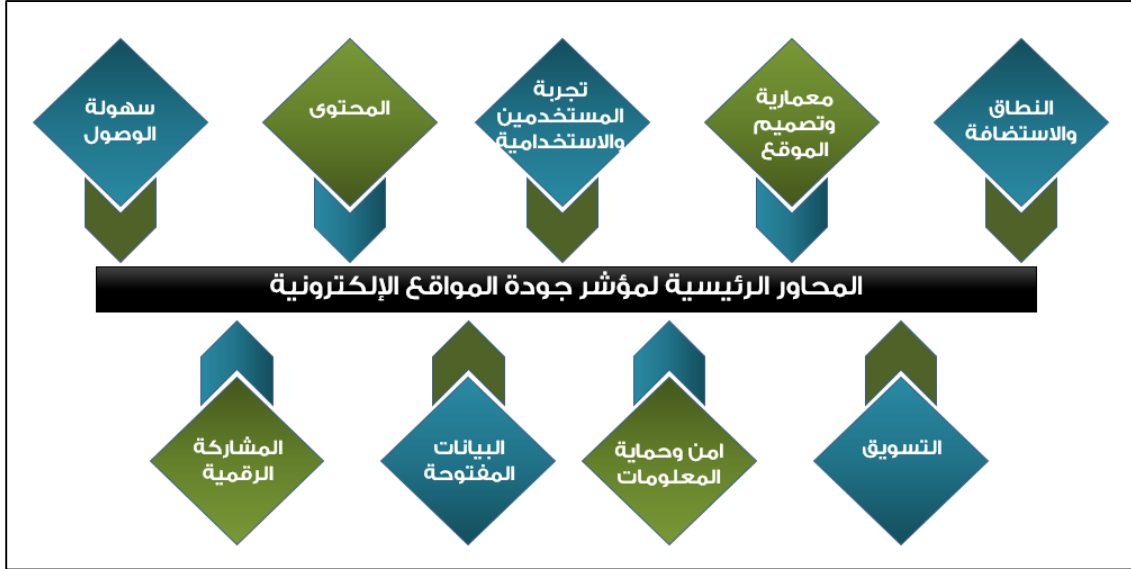 النطاق
والاستضافة
معمارية
وتصميم
الموقع
تجربة
المستخدمين
والاستخدامية
المحتوى
سهولة
الوصول
المحاور الرئيسية لمؤشر جودة المواقع الإلكترونية
التسويق
امن وحماية
المعلومات
البيانات
المفتوحة
المشاركة
الرقمية